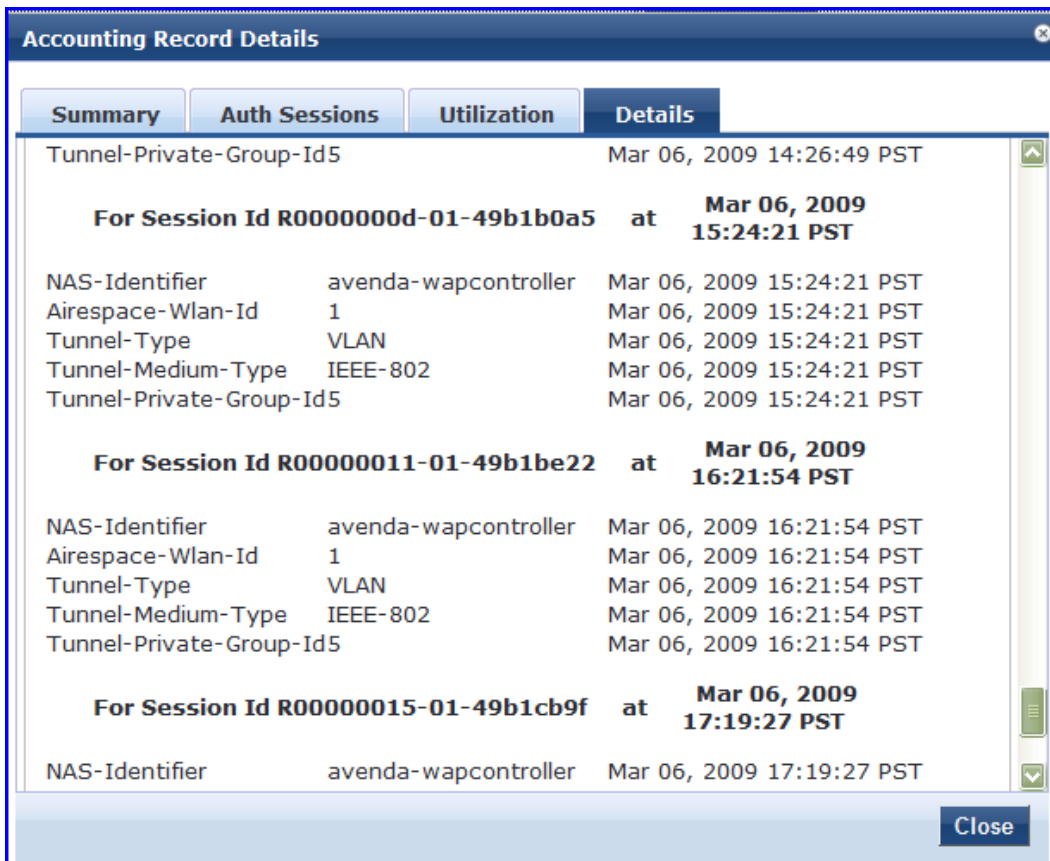 Accounting Record Details
Summary Auth Sessions Utilization Details
Tunnel-Private-Group-Id5 Mar 06, 2009 14:26:49 PST
For Session Id R0000000d-01-49b1b0a5 at Mar 06, 2009
15:24:21 PST
NAS-Identifier avenda-wapcontroller Mar 06, 2009 15:24:21 PST
Airespace-Wlan-Id 1 Mar 06, 2009 15:24:21 PST
Tunnel-Type VLAN Mar 06, 2009 15:24:21 PST
Tunnel-Medium-Type IEEE-802 Mar 06, 2009 15:24:21 PST
Tunnel-Private-Group-Id5 Mar 06, 2009 15:24:21 PST
For Session Id R00000011-01-49b1be22 at Mar 06, 2009
16:21:54 PST
NAS-Identifier avenda-wapcontroller Mar 06, 2009 16:21:54 PST
Airespace-Wlan-Id 1 Mar 06, 2009 16:21:54 PST
Tunnel-Type VLAN Mar 06, 2009 16:21:54 PST
Tunnel-Medium-Type IEEE-802 Mar 06, 2009 16:21:54 PST
Tunnel-Private-Group-Id5 Mar 06, 2009 16:21:54 PST
For Session Id R00000015-01-49b1cb9f at Mar 06, 2009
17:19:27 PST
NAS-Identifier avenda-wapcontroller Mar 06, 2009 17:19:27 PST
Close